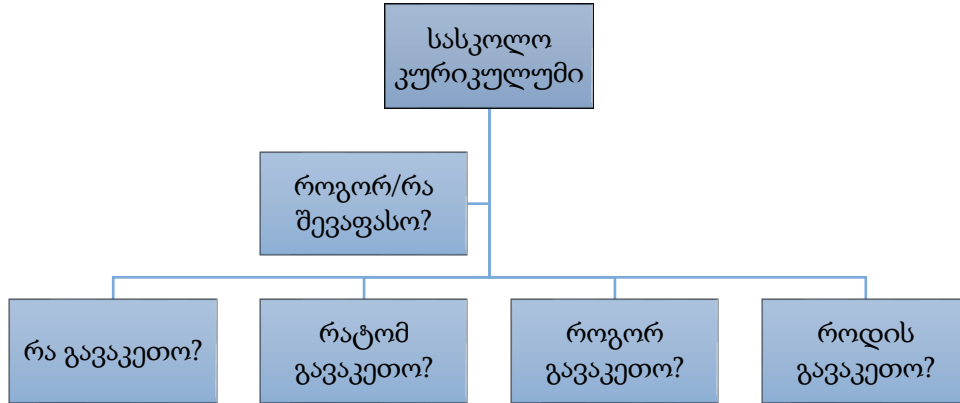 სასკოლო
კურიკულუმი
როგორ/რა
შევაფასო?
რა გავაკეთო?
რატომ
გავაკეთო?
როგორ
გავაკეთო?
როდის
გავაკეთო?